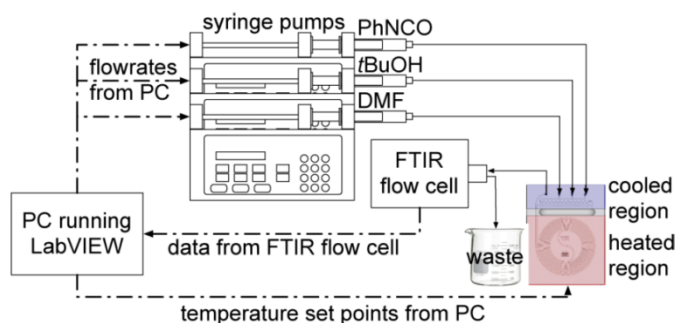 syringe pumps
PhNCO
flowrates
from PC
tBuOH
DMF
FTIR
flow cell
cooled
region
PC running
LabVIEW
data from FTIR flow cell
waste
heated
region
temperature set points from PC